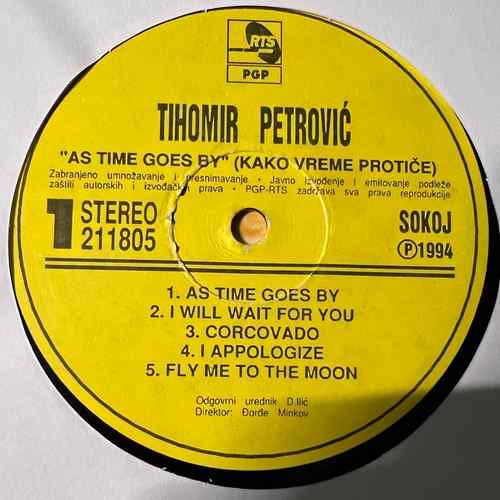 RTS
PGP
TIHOMIR PETROVIĆ
"AS TIME GOES BY" (KAKO VREME PROTIČE)
Zabranjeno umnožavanje i presnimavanje • Javno izvođenje i emitovanje podleže
zaštiti autorskih i izvođačkih prava • PGP-RTS zadržava sva prava reprodukcije
1 STEREO
211805
SOKOJ
Ⓟ1994
1. AS TIME GOES BY
2. I WILL WAIT FOR YOU
3. CORCOVADO
4. I APPOLOGIZE
5. FLY ME TO THE MOON
Odgovrni urednik D.Ilić
Direktor: Đorđe Minkov